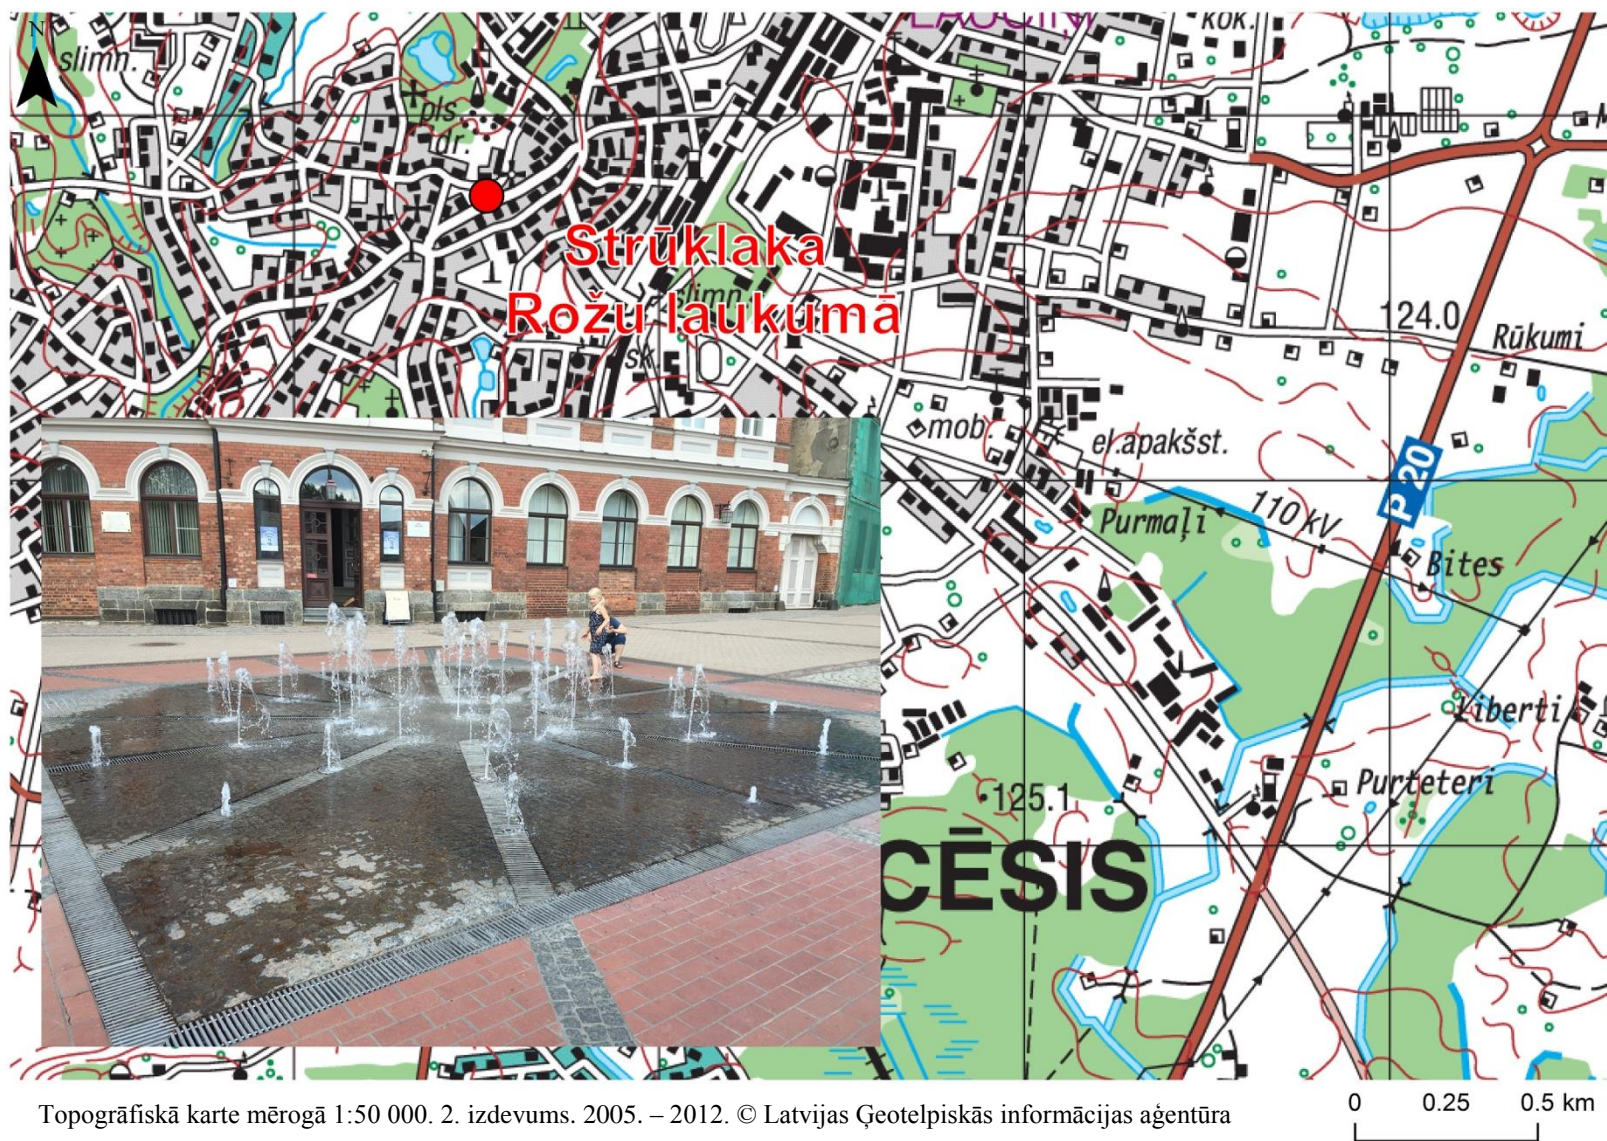 N
slimn.
LAUCIŅI
kok.
pls.
dr.
Strūklaka
slimn.
Rožu laukumā
124.0
Rūkumi
sk.
mob.
el.apakšst.
P 20
110 kV
Purmaļi
Bites
Liberti
Purteteri
125.1
CĒSIS
Topogrāfiskā karte mērogā 1:50 000. 2. izdevums. 2005. – 2012. © Latvijas Ģeotelpiskās informācijas aģentūra
0 0.25 0.5 km